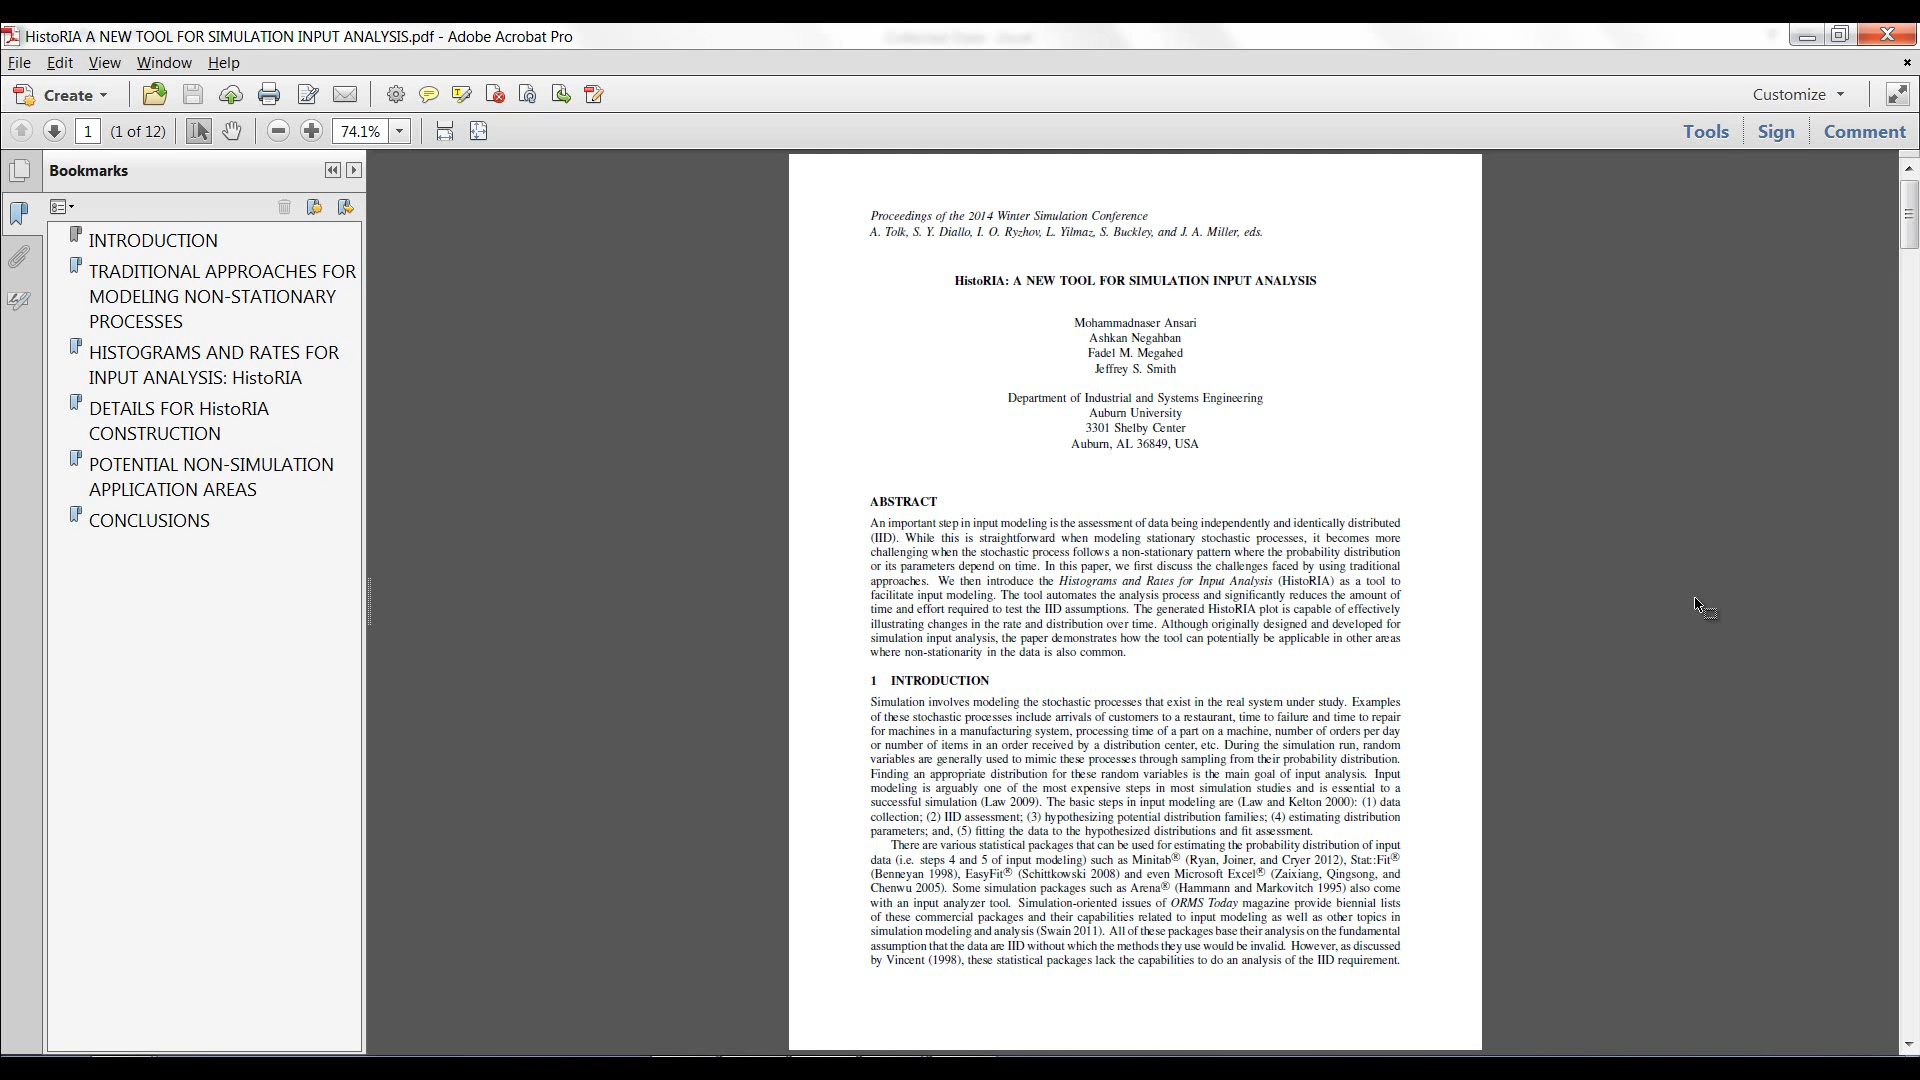 HistoRIA A NEW TOOL FOR SIMULATION INPUT ANALYSIS.pdf - Adobe Acrobat Pro
File Edit View Window Help
Create
Customize
1 (1 of 12) 74.1%
Tools Sign Comment
Bookmarks
INTRODUCTION
TRADITIONAL APPROACHES FOR
MODELING NON-STATIONARY
PROCESSES
HISTOGRAMS AND RATES FOR
INPUT ANALYSIS: HistoRIA
DETAILS FOR HistoRIA
CONSTRUCTION
POTENTIAL NON-SIMULATION
APPLICATION AREAS
CONCLUSIONS
Proceedings of the 2014 Winter Simulation Conference
A. Tolk, S. Y. Diallo, I. O. Ryzhov, L. Yilmaz, S. Buckley, and J. A. Miller, eds.
HistoRIA: A NEW TOOL FOR SIMULATION INPUT ANALYSIS
Mohammadnaser Ansari
Ashkan Negahban
Fadel M. Megahed
Jeffrey S. Smith
Department of Industrial and Systems Engineering
Auburn University
3301 Shelby Center
Auburn, AL 36849, USA
ABSTRACT
An important step in input modeling is the assessment of data being independently and identically distributed
(IID). While this is straightforward when modeling stationary stochastic processes, it becomes more
challenging when the stochastic process follows a non-stationary pattern where the probability distribution
or its parameters depend on time. In this paper, we first discuss the challenges faced by using traditional
approaches. We then introduce the Histograms and Rates for Input Analysis (HistoRIA) as a tool to
facilitate input modeling. The tool automates the analysis process and significantly reduces the amount of
time and effort required to test the IID assumptions. The generated HistoRIA plot is capable of effectively
illustrating changes in the rate and distribution over time. Although originally designed and developed for
simulation input analysis, the paper demonstrates how the tool can potentially be applicable in other areas
where non-stationarity in the data is also common.
1 INTRODUCTION
Simulation involves modeling the stochastic processes that exist in the real system under study. Examples
of these stochastic processes include arrivals of customers to a restaurant, time to failure and time to repair
for machines in a manufacturing system, processing time of a part on a machine, number of orders per day
or number of items in an order received by a distribution center, etc. During the simulation run, random
variables are generally used to mimic these processes through sampling from their probability distribution.
Finding an appropriate distribution for these random variables is the main goal of input analysis. Input
modeling is arguably one of the most expensive steps in most simulation studies and is essential to a
successful simulation (Law 2009). The basic steps in input modeling are (Law and Kelton 2000): (1) data
collection; (2) IID assessment; (3) hypothesizing potential distribution families; (4) estimating distribution
parameters; and, (5) fitting the data to the hypothesized distributions and fit assessment.
There are various statistical packages that can be used for estimating the probability distribution of input
data (i.e. steps 4 and 5 of input modeling) such as Minitab® (Ryan, Joiner, and Cryer 2012), Stat::Fit®
(Benneyan 1998), EasyFit® (Schittkowski 2008) and even Microsoft Excel® (Zaixiang, Qingsong, and
Chenwu 2005). Some simulation packages such as Arena® (Hammann and Markovitch 1995) also come
with an input analyzer tool. Simulation-oriented issues of ORMS Today magazine provide biennial lists
of these commercial packages and their capabilities related to input modeling as well as other topics in
simulation modeling and analysis (Swain 2011). All of these packages base their analysis on the fundamental
assumption that the data are IID without which the methods they use would be invalid. However, as discussed
by Vincent (1998), these statistical packages lack the capabilities to do an analysis of the IID requirement.